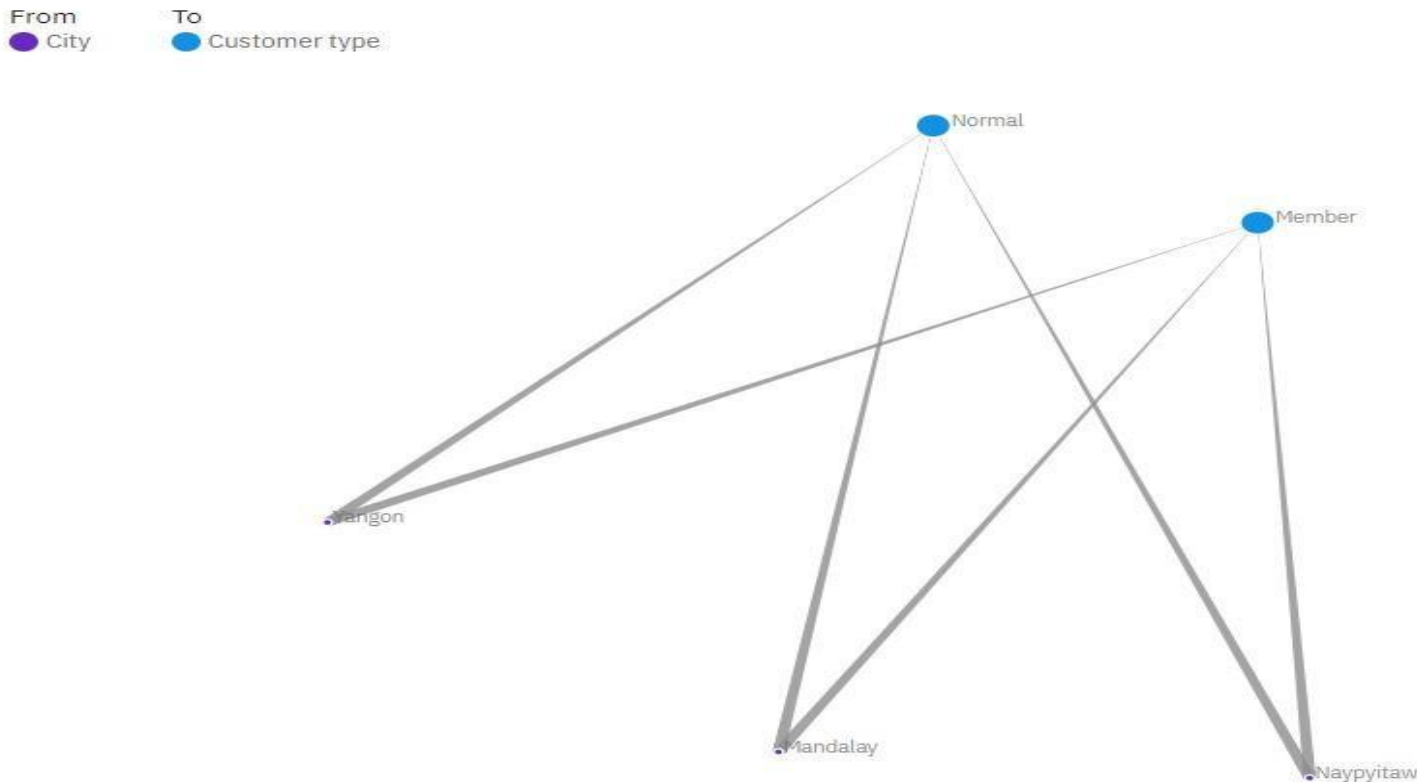 From To
City Customer type
Normal
Member
Yangon
Mandalay
Naypyitaw